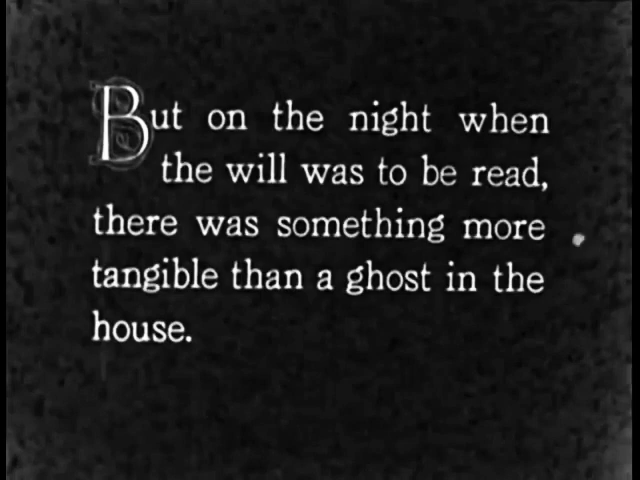 But on the night when
the will was to be read,
there was something more
tangible than a ghost in the
house.